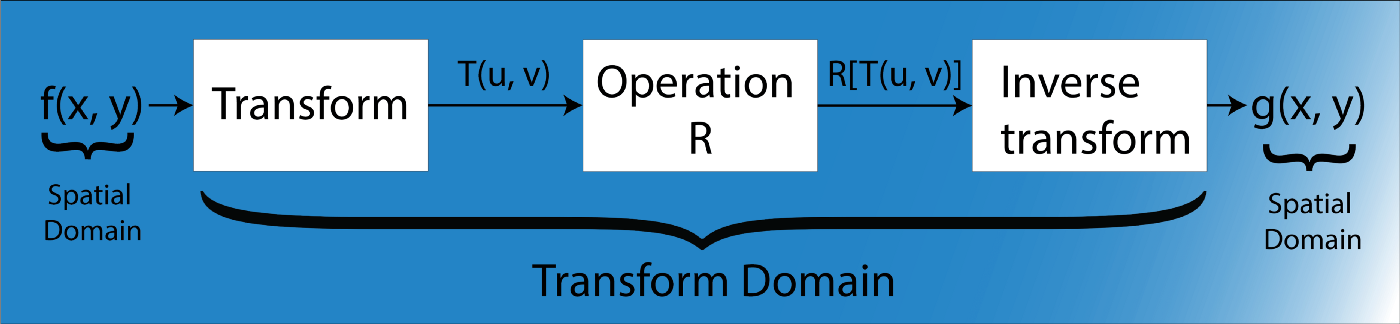 f(x, y)
Spatial
Domain
Transform
T(u, v)
Operation
R
R[T(u, v)]
Inverse
transform
g(x, y)
Spatial
Domain
Transform Domain